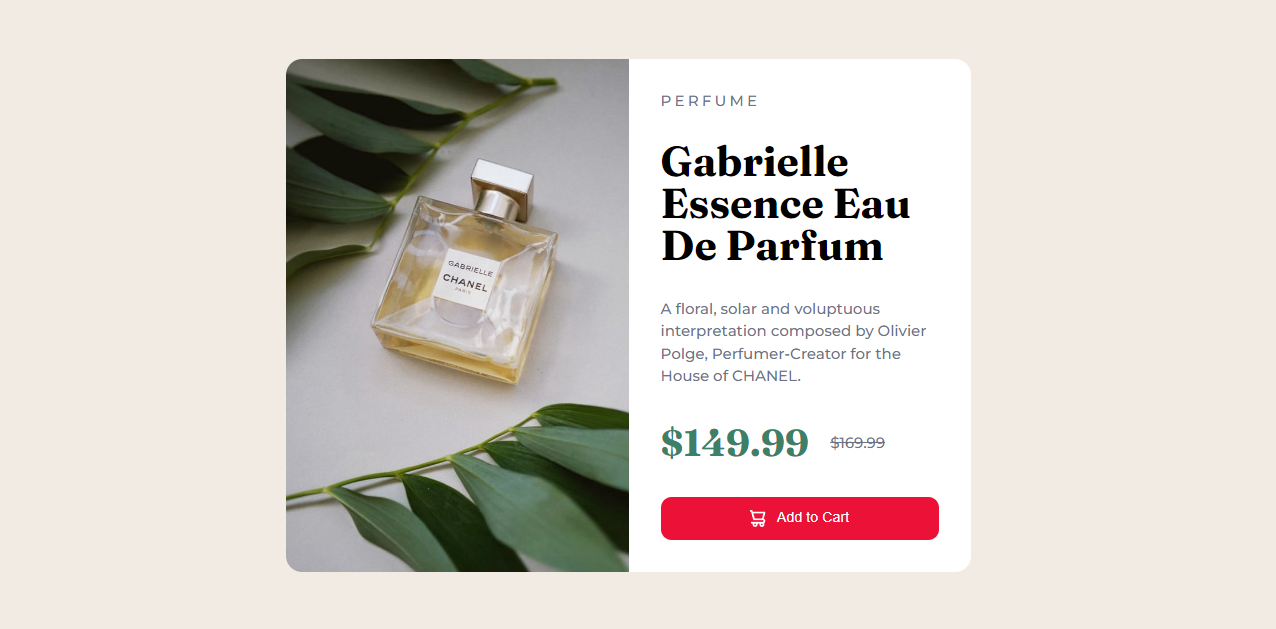 GABRIELLE
CHANEL
PARIS
PERFUME
Gabrielle
Essence Eau
De Parfum
A floral, solar and voluptuous
interpretation composed by Olivier
Polge, Perfumer-Creator for the
House of CHANEL.
$149.99 $169.99
Add to Cart